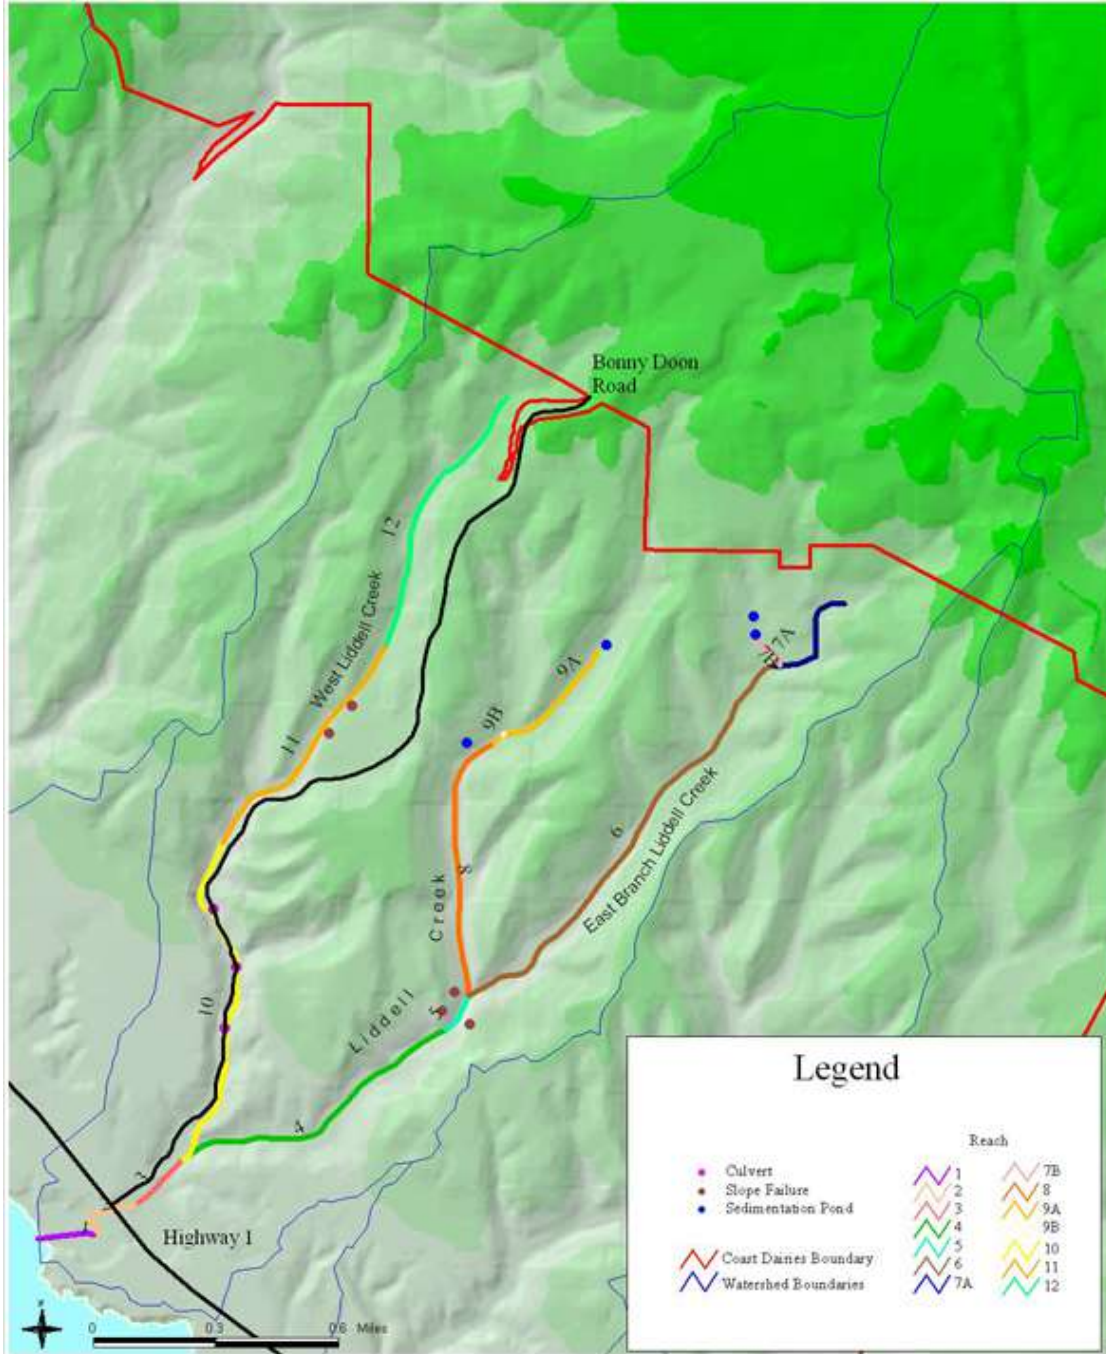 Bonny Doon
Road
12
West Liddell Creek
7A
7B
9A
9B
11
6
East Branch Liddell Creek
8
Creek
10
5
Liddell
4
3
1
Highway I
0 0.3 0.6 Miles
Legend
Reach
Culvert
Slope Failure
Sedimentation Pond
Coast Dairies Boundary
Watershed Boundaries
1
2
3
4
5
6
7A
7B
8
9A
9B
10
11
12